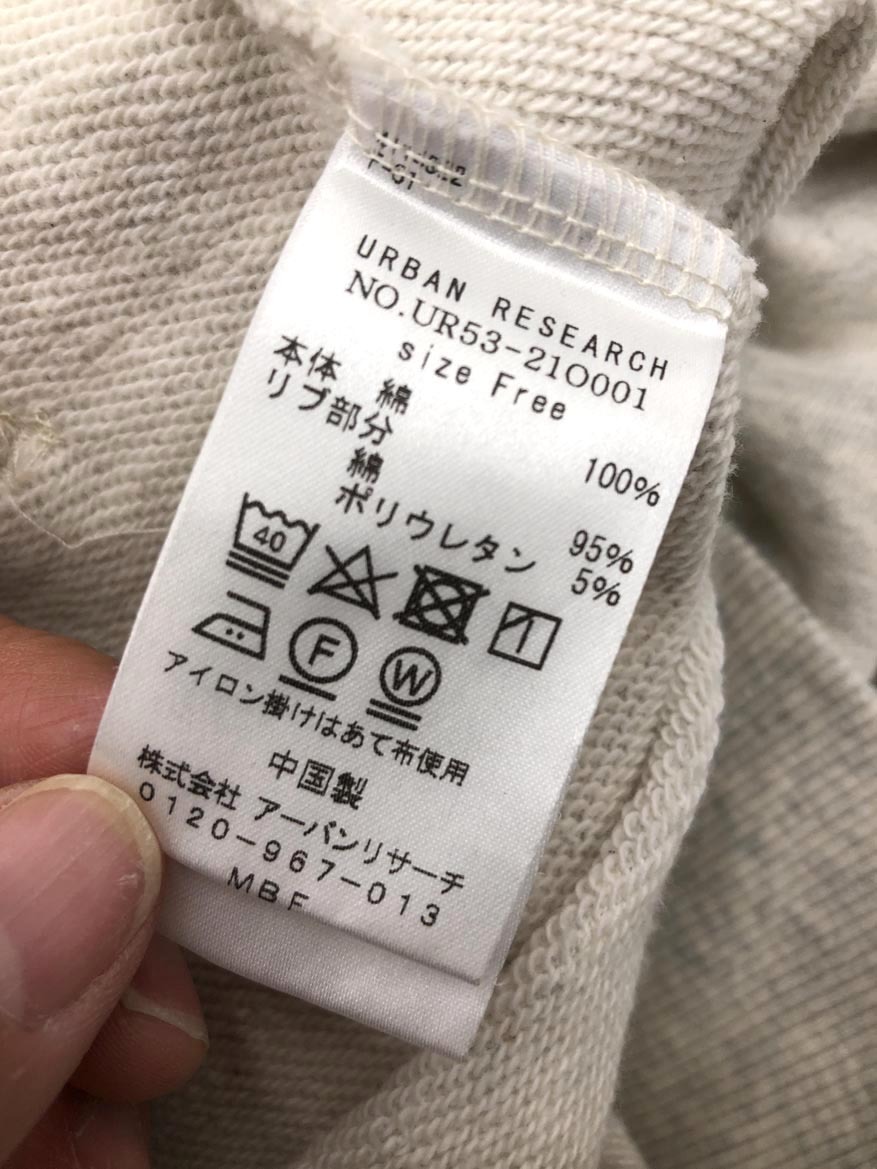 URBAN RESEARCH
NO.UR53-21O001
size Free
本体 綿 100%
リブ部分
綿 95%
ポリウレタン 5%
40
F
W
アイロン掛けはあて布使用
中国製
株式会社 アーバンリサーチ
0120-967-013
MBF